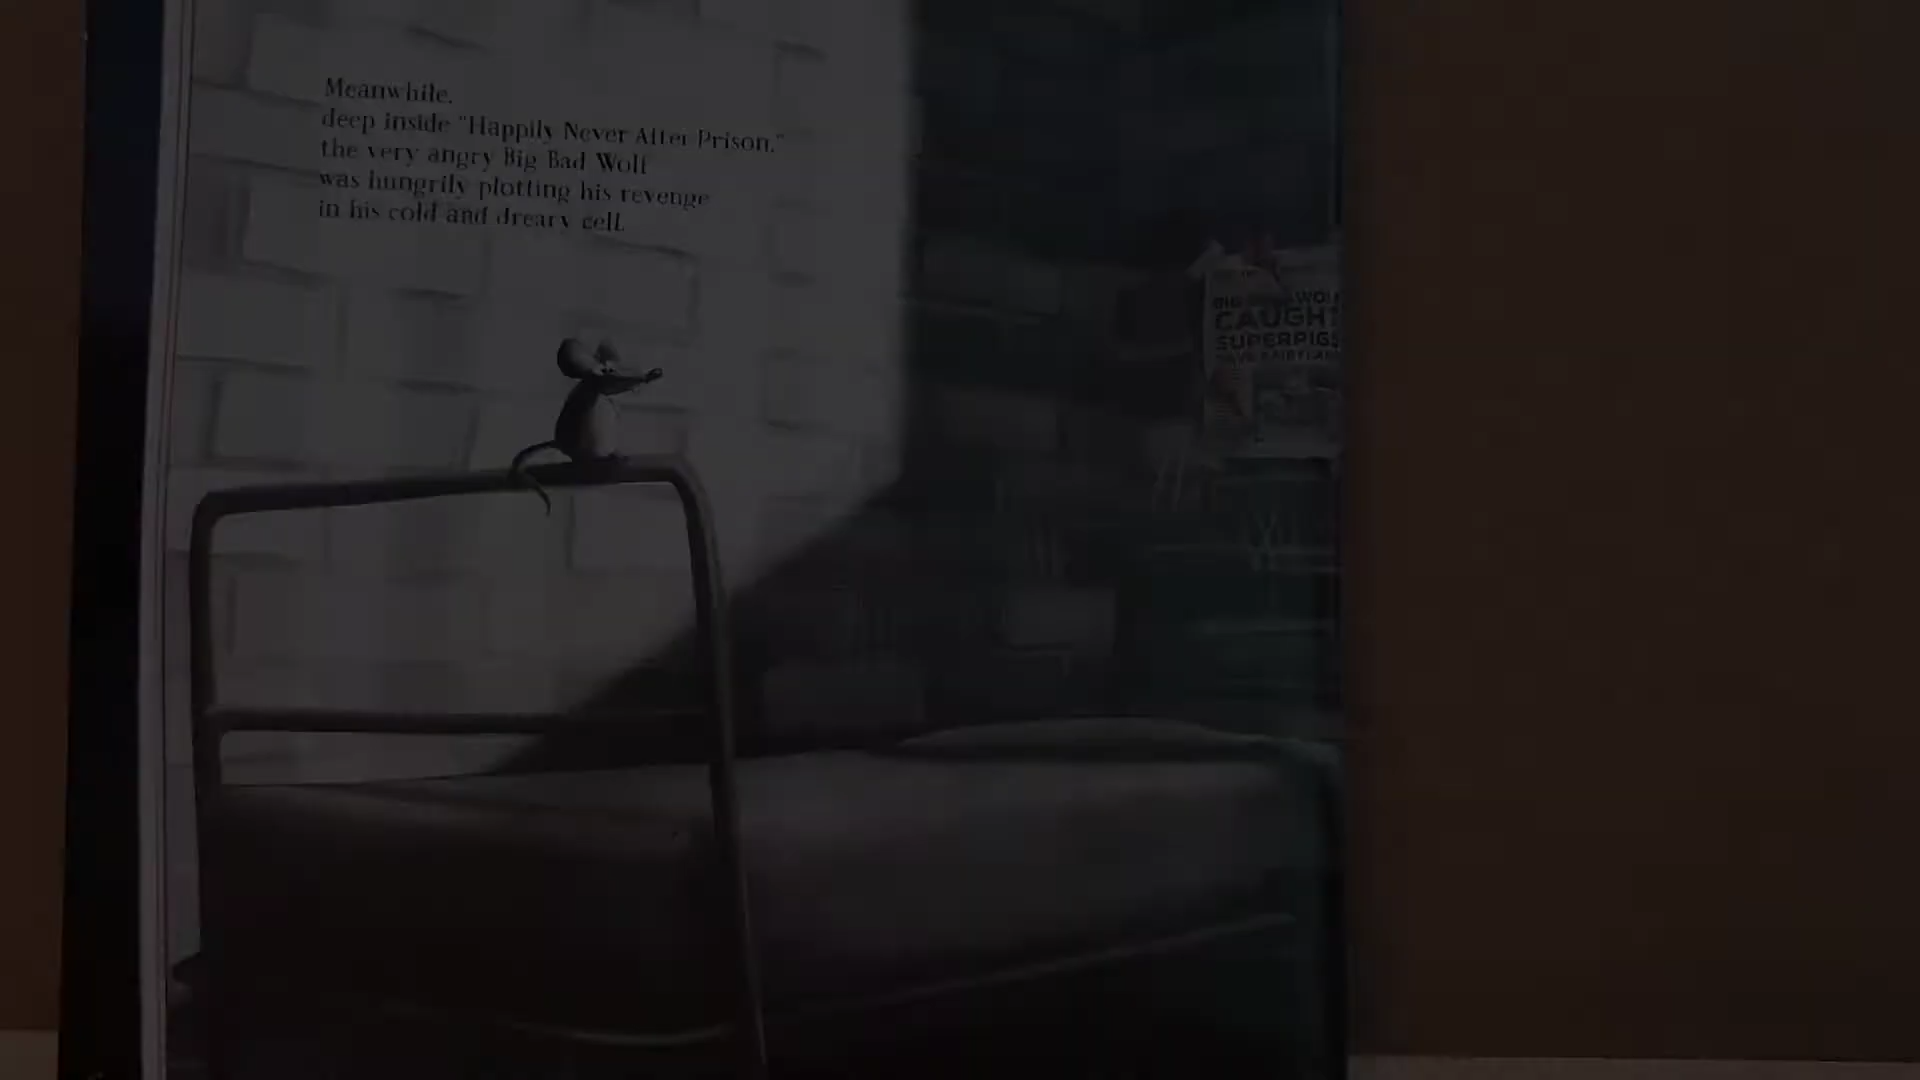 Meanwhile,
deep inside "Happily Never After Prison,"
the very angry Big Bad Wolf
was hungrily plotting his revenge
in his cold and dreary cell.
CAUGHT
SUPERPIGS